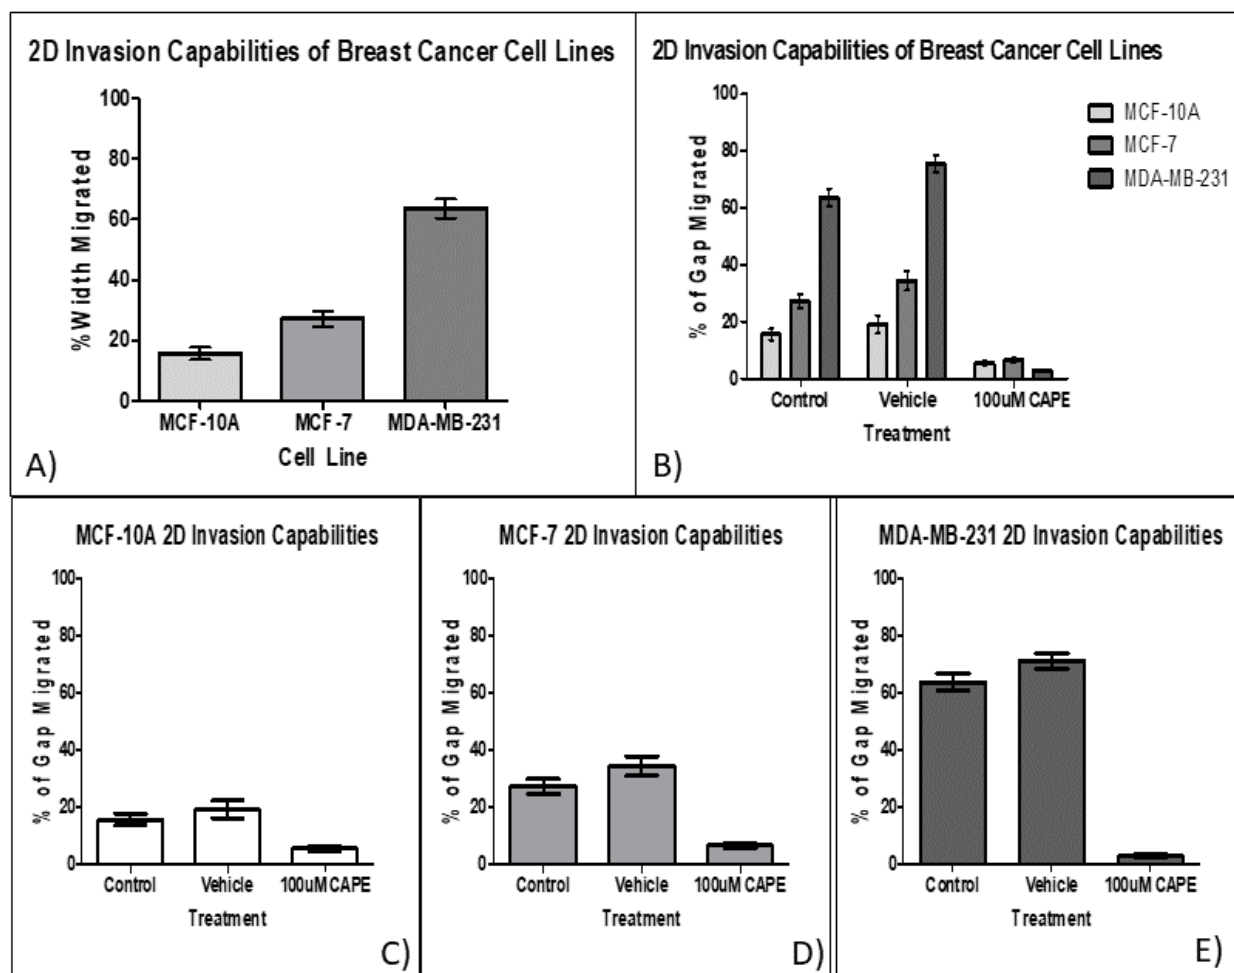 2D Invasion Capabilities of Breast Cancer Cell Lines
100
80
60
40
20
0
%Width Migrated
MCF-10A MCF-7 MDA-MB-231
Cell Line
A)
2D Invasion Capabilities of Breast Cancer Cell Lines
100
80
60
40
20
0
% of Gap Migrated
MCF-10A
MCF-7
MDA-MB-231
Control Vehicle 100uM CAPE
Treatment
B)
MCF-10A 2D Invasion Capabilities
100
80
60
40
20
0
% of Gap Migrated
Control Vehicle 100uM CAPE
Treatment
C)
MCF-7 2D Invasion Capabilities
100
80
60
40
20
0
% of Gap Migrated
Control Vehicle 100uM CAPE
Treatment
D)
MDA-MB-231 2D Invasion Capabilities
100
80
60
40
20
0
% of Gap Migrated
Control Vehicle 100uM CAPE
Treatment
E)